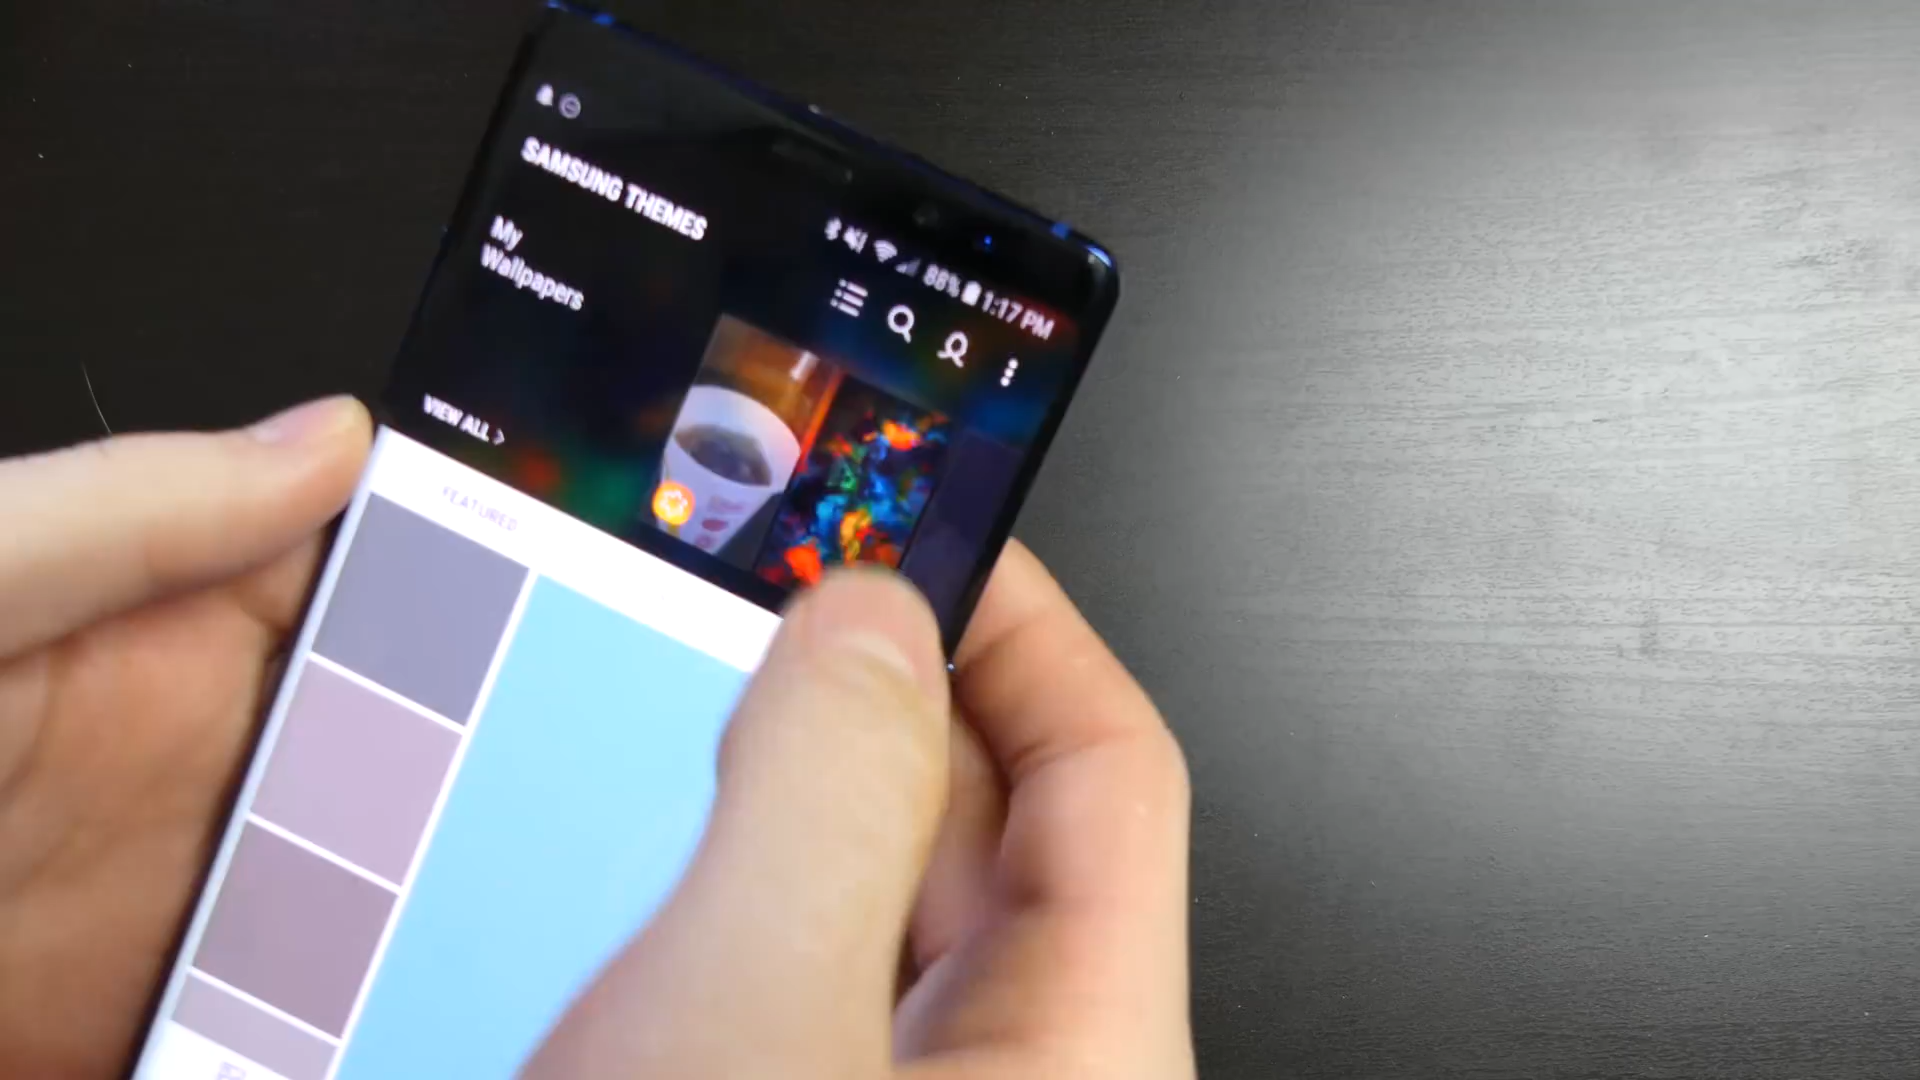 SAMSUNG THEMES
88% 1:17 PM
My
Wallpapers
VIEW ALL >
FEATURED